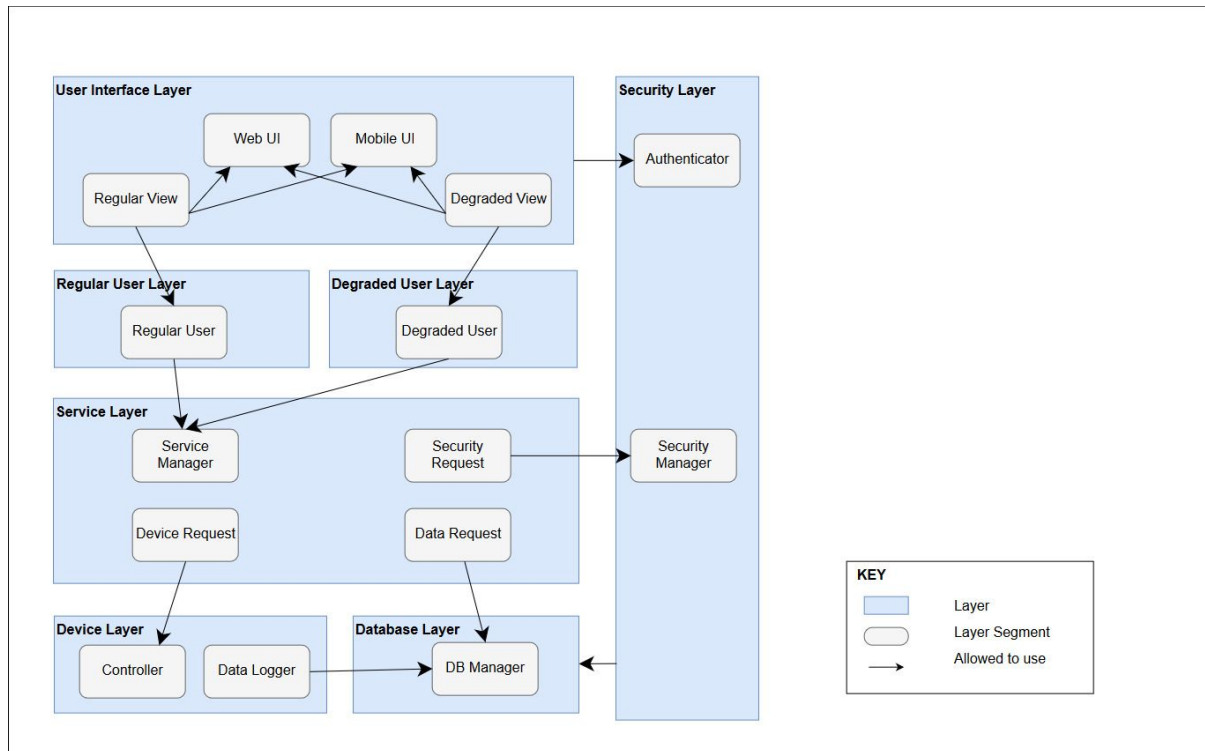 User Interface Layer
Security Layer
Web UI
Mobile UI
Authenticator
Regular View
Degraded View
Regular User Layer
Degraded User Layer
Regular User
Degraded User
Service Layer
Service
Manager
Security
Request
Security
Manager
Device Request
Data Request
Device Layer
Database Layer
Controller
Data Logger
DB Manager
KEY
Layer
Layer Segment
Allowed to use